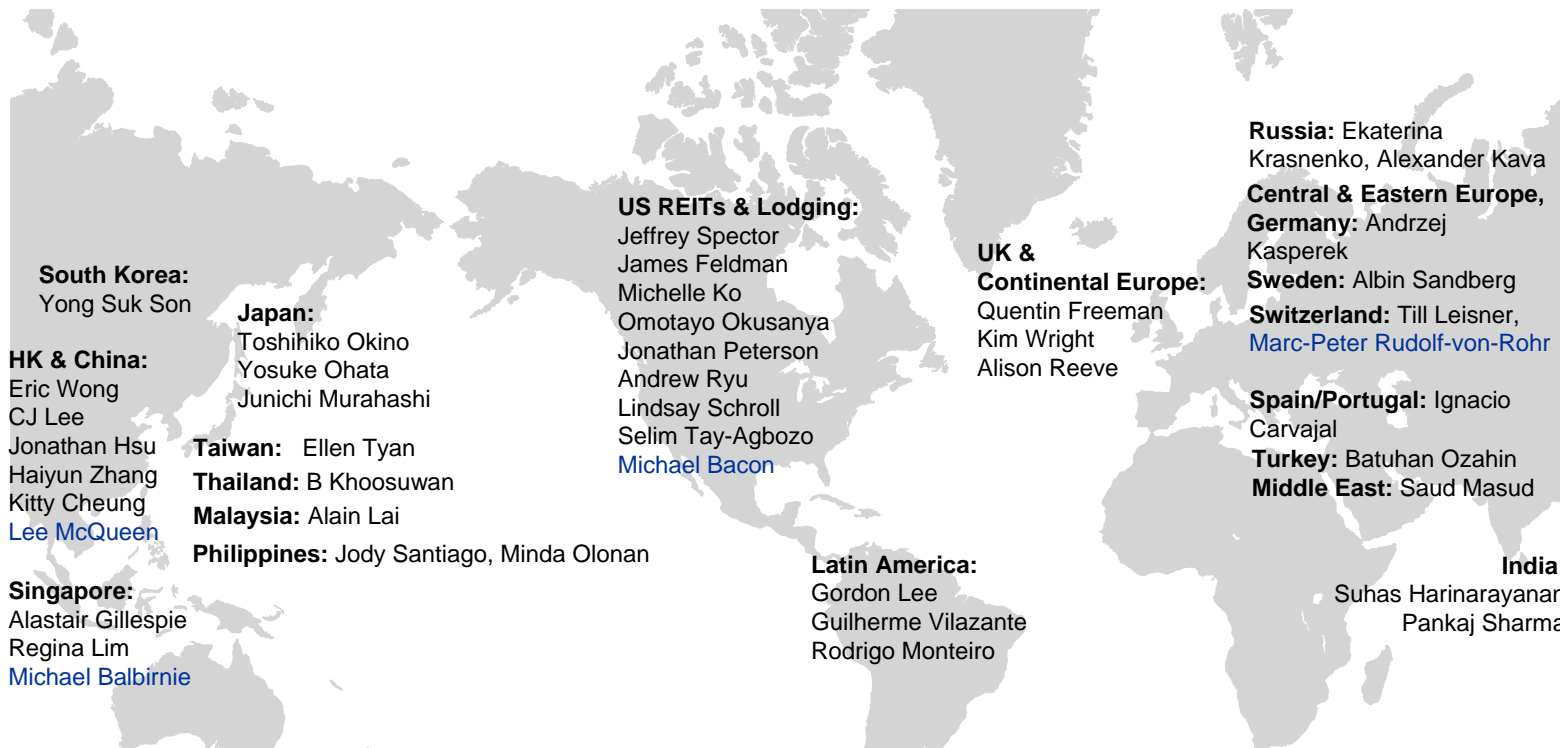 South Korea:
Yong Suk Son
HK & China:
Eric Wong
CJ Lee
Jonathan Hsu
Haiyun Zhang
Kitty Cheung
Lee McQueen
Singapore:
Alastair Gillespie
Regina Lim
Michael Balbirnie
Japan:
Toshihiko Okino
Yosuke Ohata
Junichi Murahashi
Taiwan: Ellen Tyan
Thailand: B Khoosuwan
Malaysia: Alain Lai
Philippines: Jody Santiago, Minda Olonan
US REITs & Lodging:
Jeffrey Spector
James Feldman
Michelle Ko
Omotayo Okusanya
Jonathan Peterson
Andrew Ryu
Lindsay Schroll
Selim Tay-Agbozo
Michael Bacon
Latin America:
Gordon Lee
Guilherme Vilazante
Rodrigo Monteiro
UK &
Continental Europe:
Quentin Freeman
Kim Wright
Alison Reeve
Russia: Ekaterina
Krasnenko, Alexander Kava
Central & Eastern Europe,
Germany: Andrzej
Kasperek
Sweden: Albin Sandberg
Switzerland: Till Leisner,
Marc-Peter Rudolf-von-Rohr
Spain/Portugal: Ignacio
Carvajal
Turkey: Batuhan Ozahin
Middle East: Saud Masud
India:
Suhas Harinarayanan
Pankaj Sharma